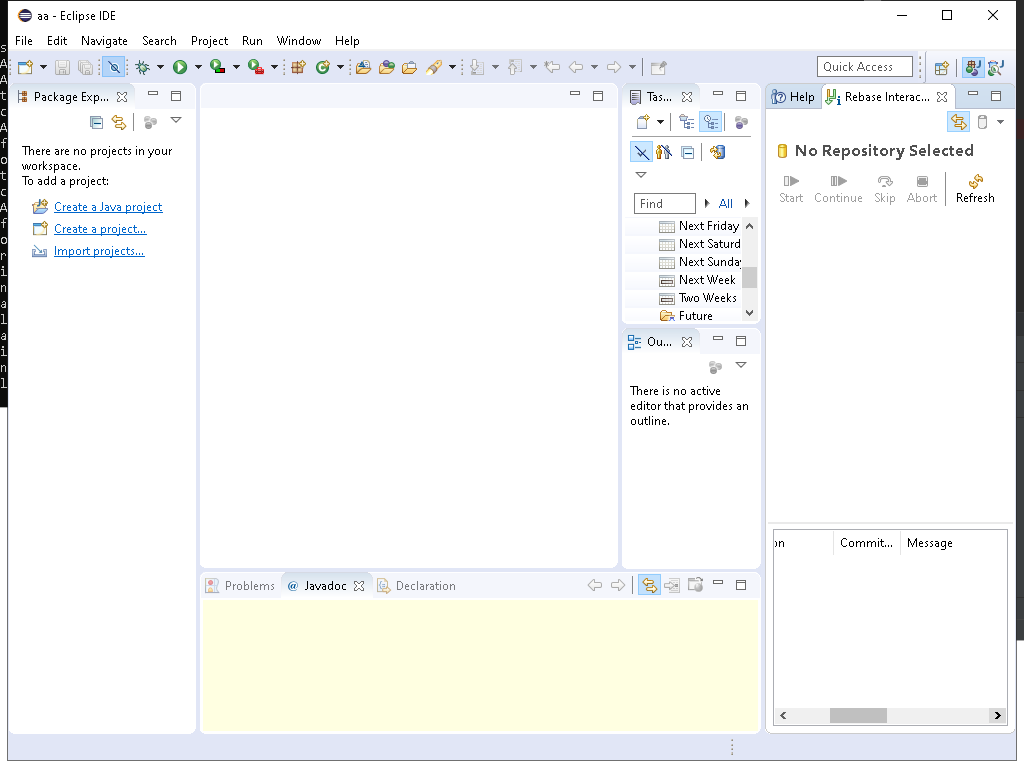 aa - Eclipse IDE
File Edit Navigate Search Project Run Window Help
Quick Access
Package Exp...
There are no projects in your
workspace.
To add a project:
Create a Java project
Create a project...
Import projects...
Tas...
Find
All
Next Friday
Next Saturd
Next Sunday
Next Week
Two Weeks
Future
Ou...
There is no active
editor that provides an
outline.
Help
Rebase Interac...
No Repository Selected
Start Continue Skip Abort Refresh
on Commit... Message
Problems @ Javadoc Declaration